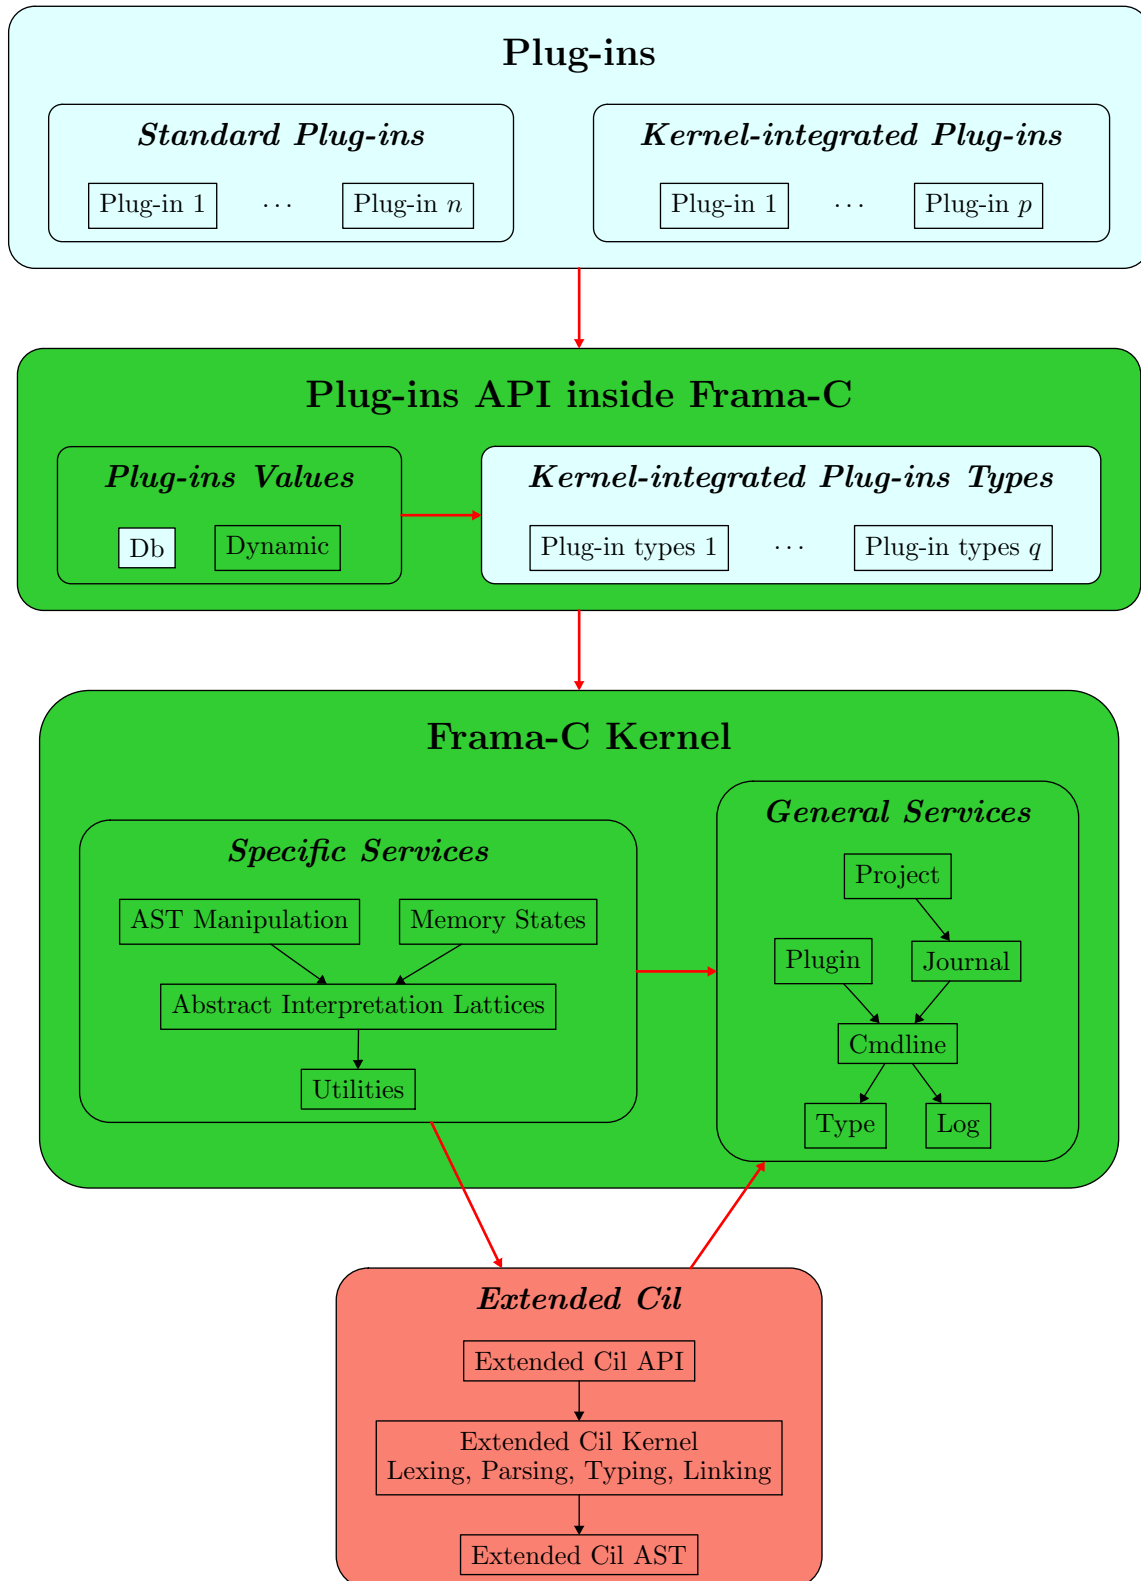 Plug-ins
Standard Plug-ins
Plug-in 1 ... Plug-in n
Kernel-integrated Plug-ins
Plug-in 1 ... Plug-in p
Plug-ins API inside Frama-C
Plug-ins Values
Db Dynamic
Kernel-integrated Plug-ins Types
Plug-in types 1 ... Plug-in types q
Frama-C Kernel
Specific Services
AST Manipulation Memory States
Abstract Interpretation Lattices
Utilities
General Services
Project
Plugin Journal
Cmdline
Type Log
Extended Cil
Extended Cil API
Extended Cil Kernel
Lexing, Parsing, Typing, Linking
Extended Cil AST